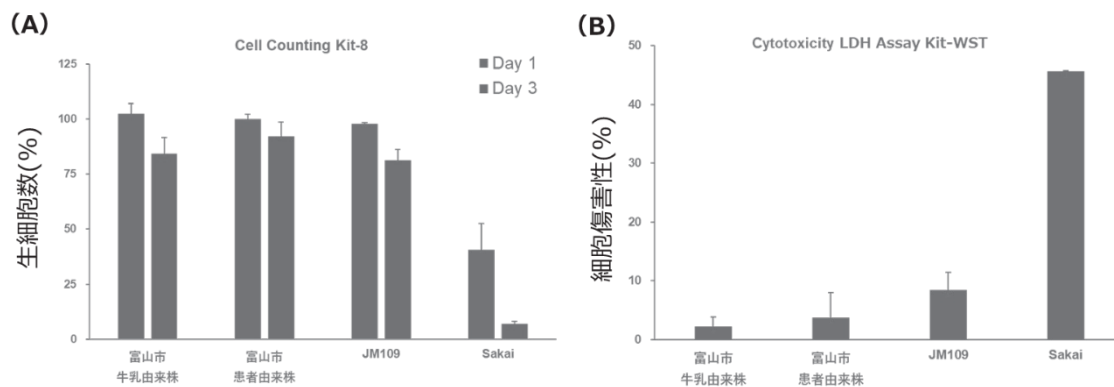 (A)
Cell Counting Kit-8
Day 1
Day 3
生細胞数(%)
125
100
75
50
25
0
富山市
牛乳由来株
富山市
患者由来株
JM109
Sakai
(B)
Cytotoxicity LDH Assay Kit-WST
細胞傷害性(%)
50
40
30
20
10
0
富山市
牛乳由来株
富山市
患者由来株
JM109
Sakai